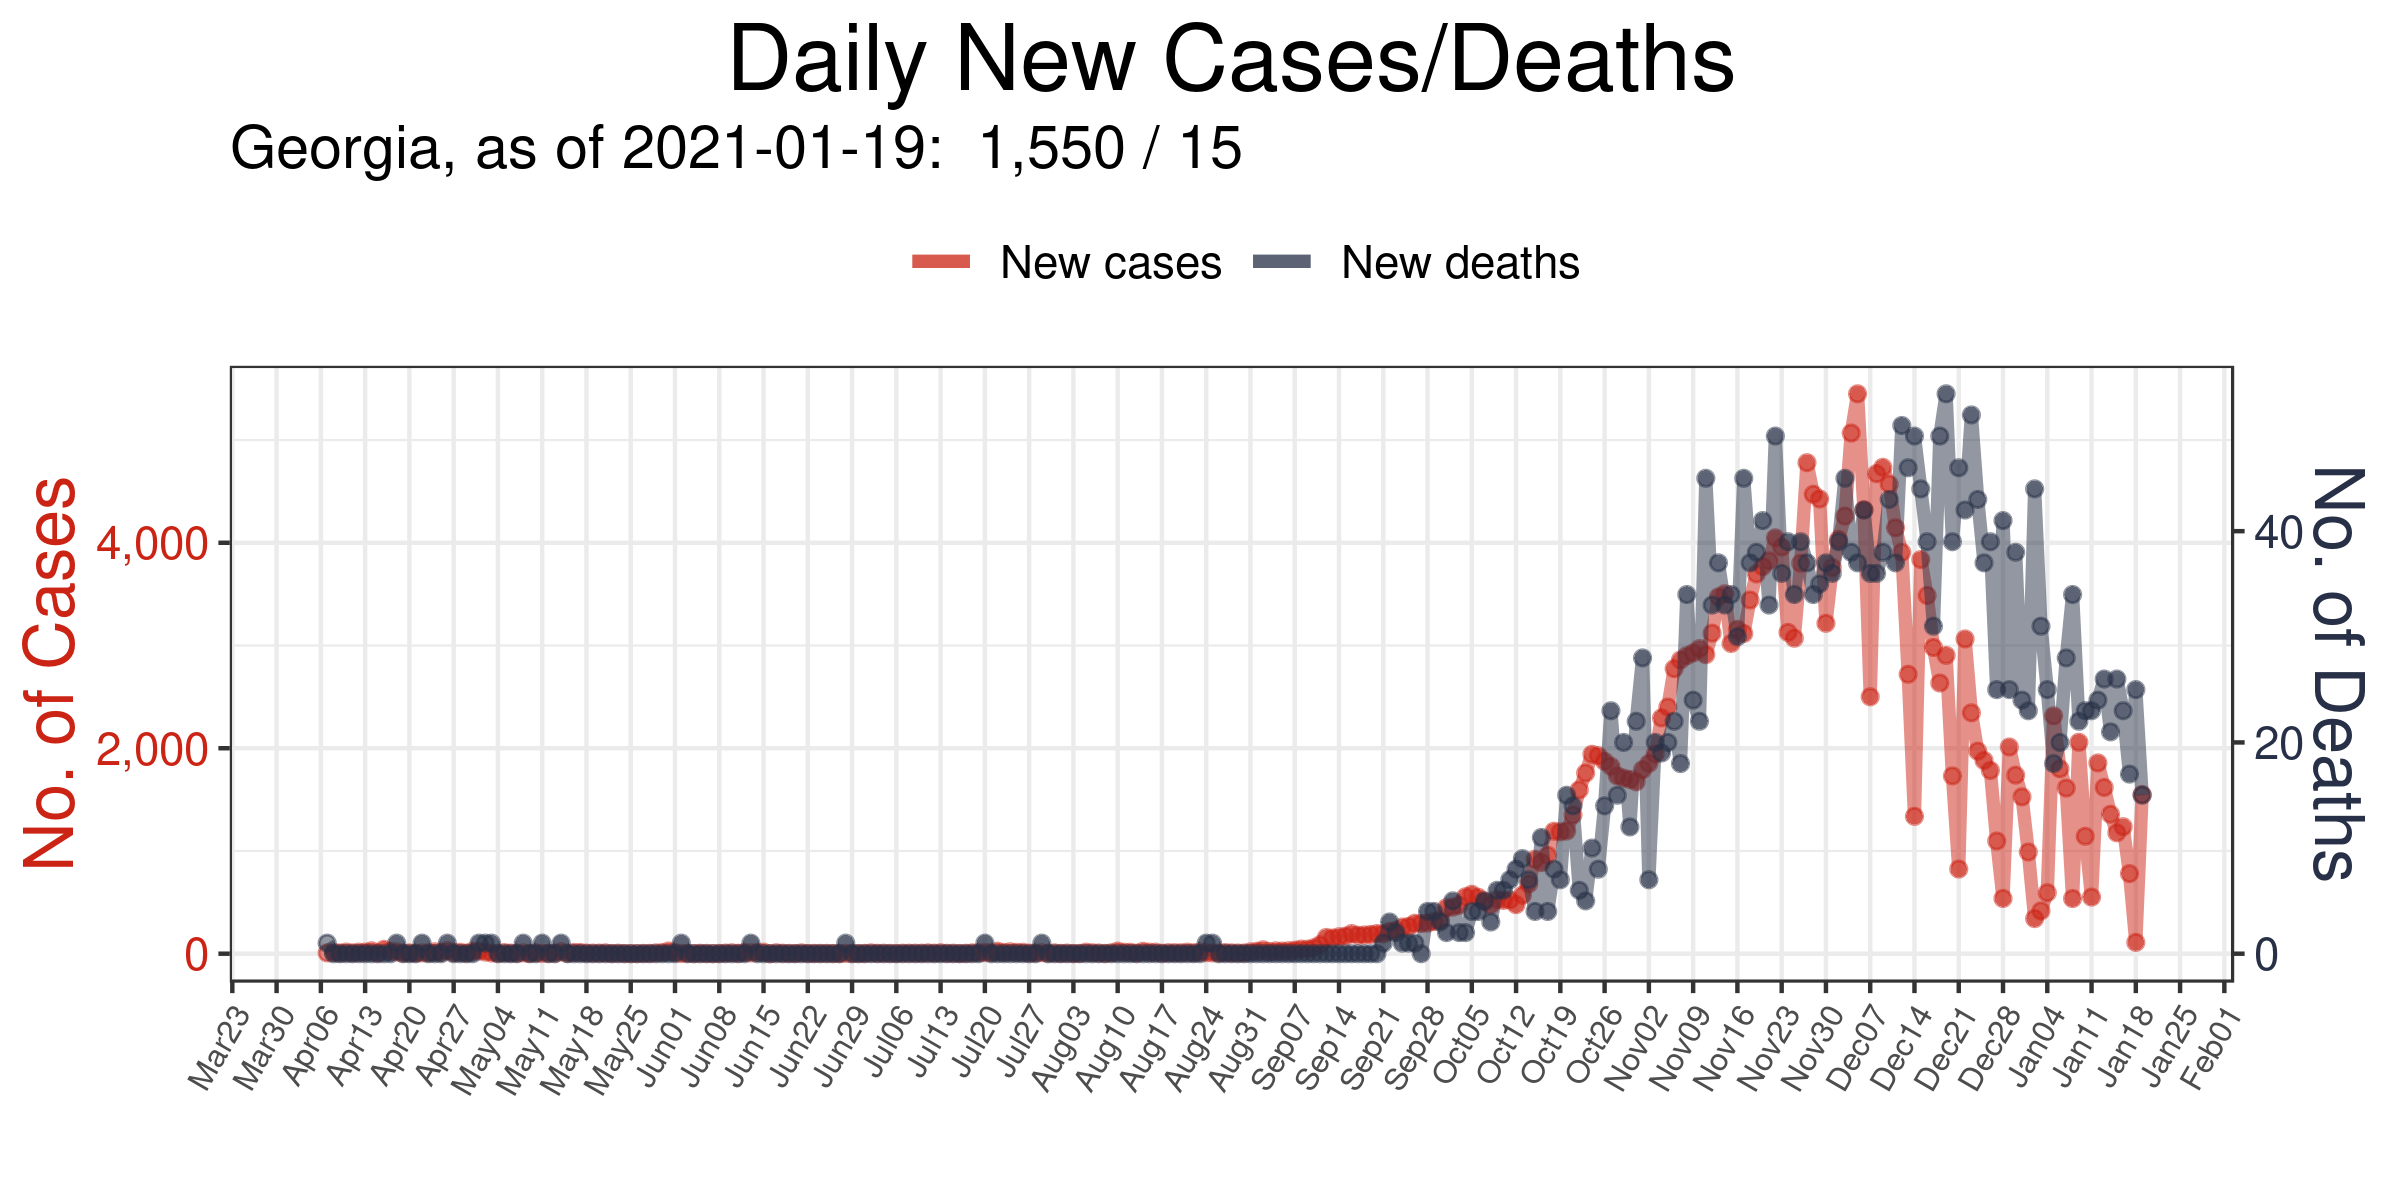 Daily New Cases/Deaths
Georgia, as of 2021-01-19:  1,550 / 15
New cases
New deaths
No. of Cases
4,000
2,000
0
40
20
0
No. of Deaths
Mar23
Mar30
Apr06
Apr13
Apr20
Apr27
May04
May11
May18
May25
Jun01
Jun08
Jun15
Jun22
Jun29
Jul06
Jul13
Jul20
Jul27
Aug03
Aug10
Aug17
Aug24
Aug31
Sep07
Sep14
Sep21
Sep28
Oct05
Oct12
Oct19
Oct26
Nov02
Nov09
Nov16
Nov23
Nov30
Dec07
Dec14
Dec21
Dec28
Jan04
Jan11
Jan18
Jan25
Feb01